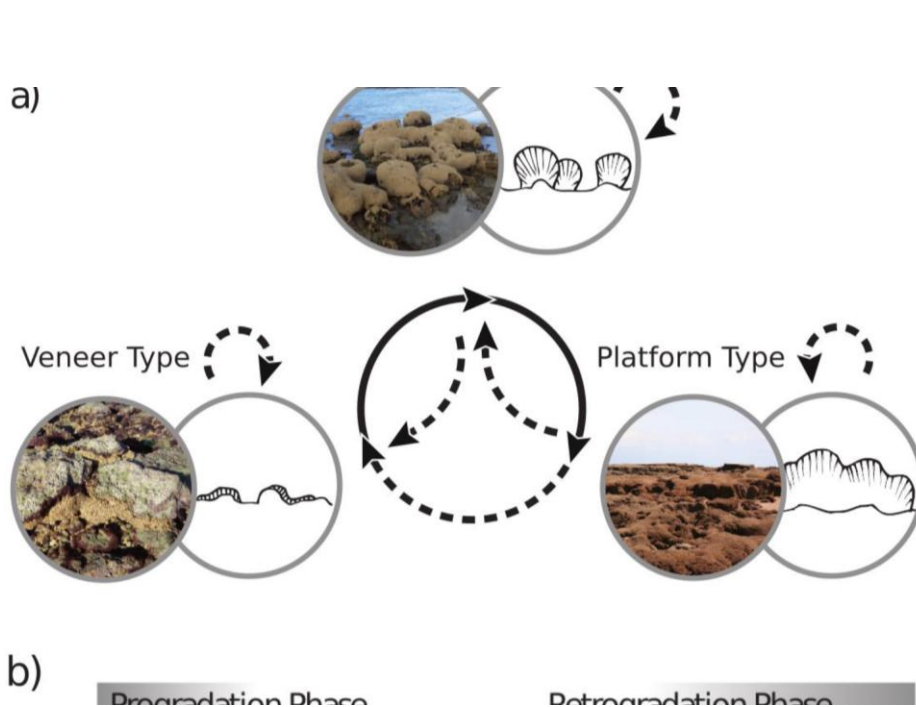 a)
Veneer Type
Platform Type
b)
Progradation Phase
Retrogradation Phase